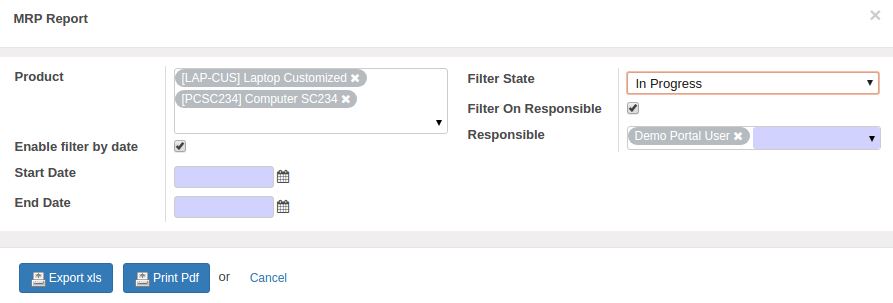 MRP Report
Product
[LAP-CUS] Laptop Customized
[PCSC234] Computer SC234
Enable filter by date
Start Date
End Date
Filter State
In Progress
Filter On Responsible
Responsible
Demo Portal User
Export xls
Print Pdf
or
Cancel